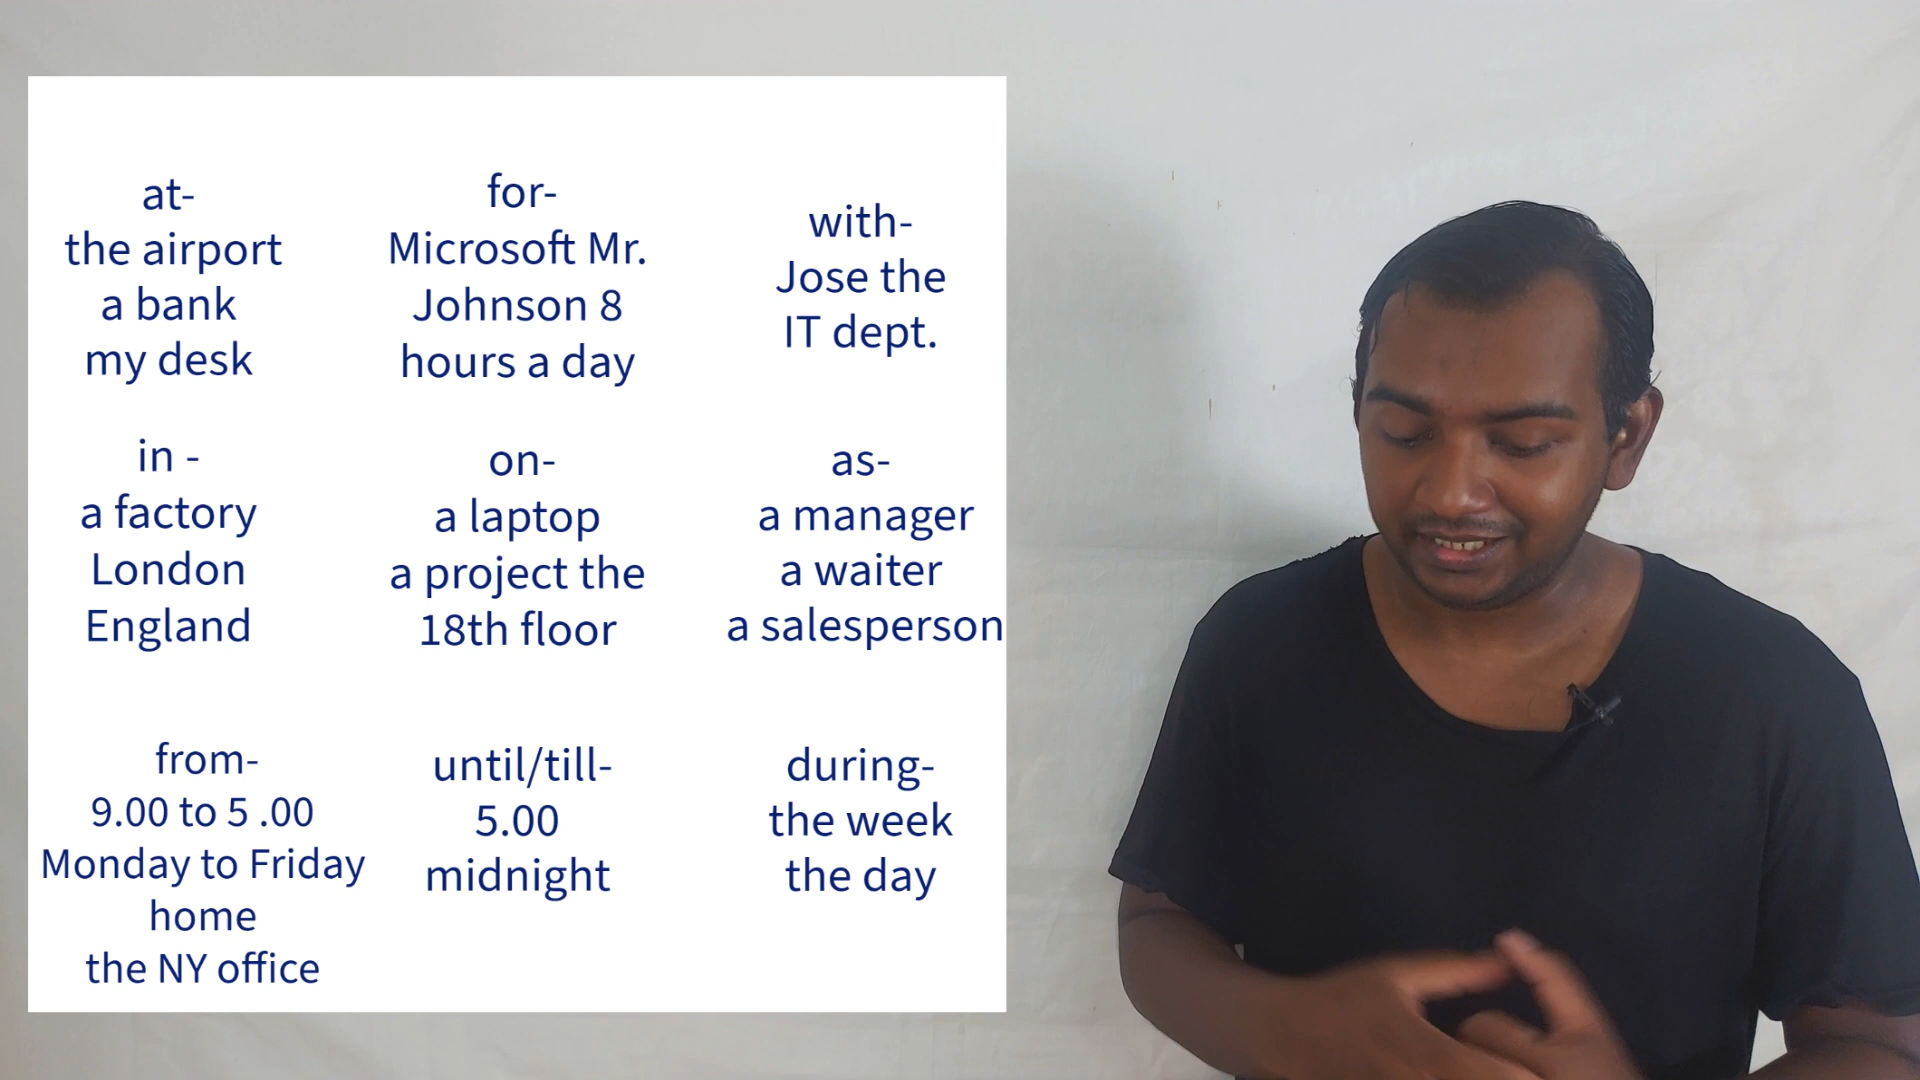 at-
the airport
a bank
my desk
for-
Microsoft Mr.
Johnson 8
hours a day
with-
Jose the
IT dept.
in -
a factory
London
England
on-
a laptop
a project the
18th floor
as-
a manager
a waiter
a salesperson
from-
9.00 to 5 .00
Monday to Friday
home
the NY office
until/till-
5.00
midnight
during-
the week
the day